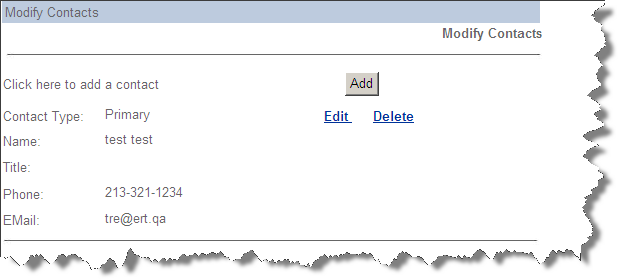 Modify Contacts
Modify Contacts
Click here to add a contact Add
Contact Type: Primary Edit Delete
Name: test test
Title:
Phone: 213-321-1234
EMail: tre@ert.qa